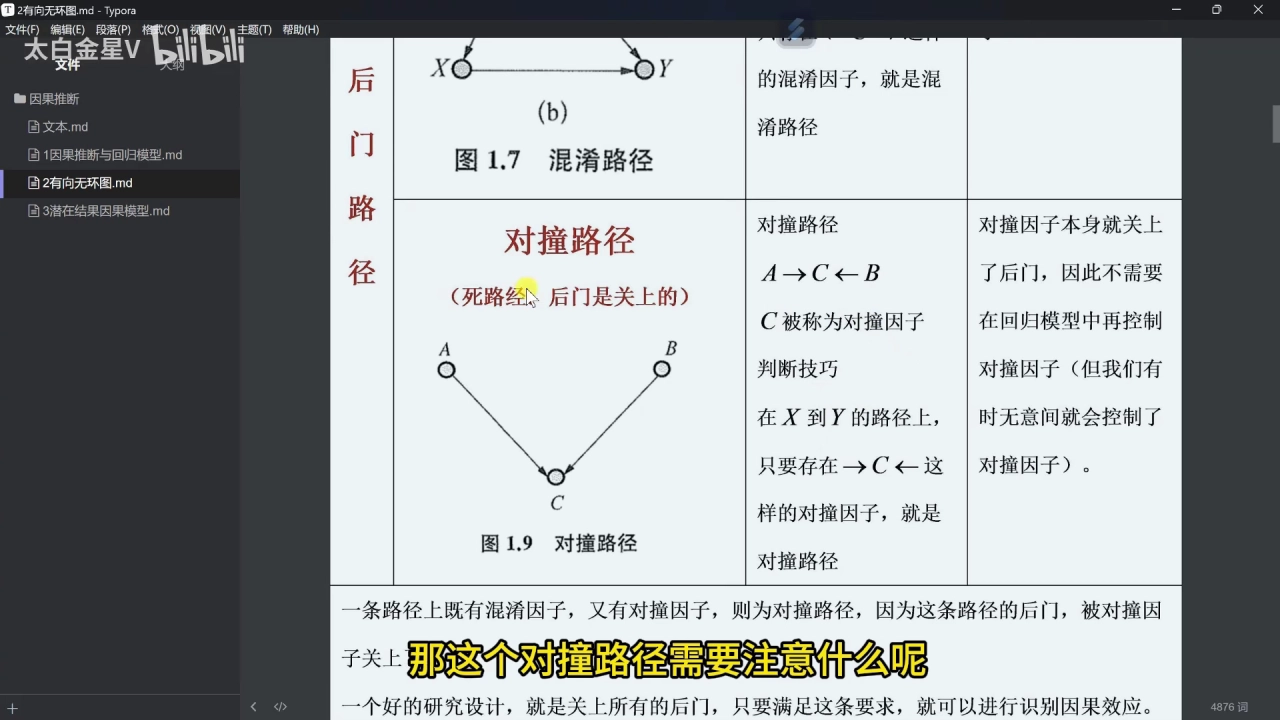 2有向无环图.md - Typora
文件(F) 编辑(E) 段落(P) 格式(O) 视图(V) 主题(T) 帮助(H)
太白金星V bilibili
文件 大纲
因果推断
文本.md
1因果推断与回归模型.md
2有向无环图.md
3潜在结果因果模型.md
后
门
路
径
X Y
(b)
图 1.7 混淆路径
的混淆因子，就是混
淆路径
对撞路径
（死路径 后门是关上的）
A B
C
图 1.9 对撞路径
对撞路径
A → C ← B
C 被称为对撞因子
判断技巧
在 X 到 Y 的路径上，
只要存在 → C ← 这
样的对撞因子，就是
对撞路径
对撞因子本身就关上
了后门，因此不需要
在回归模型中再控制
对撞因子（但我们有
时无意间就会控制了
对撞因子）。
一条路径上既有混淆因子，又有对撞因子，则为对撞路径，因为这条路径的后门，被对撞因
子关上
那这个对撞路径需要注意什么呢
一个好的研究设计，就是关上所有的后门，只要满足这条要求，就可以进行识别因果效应。
4876 词